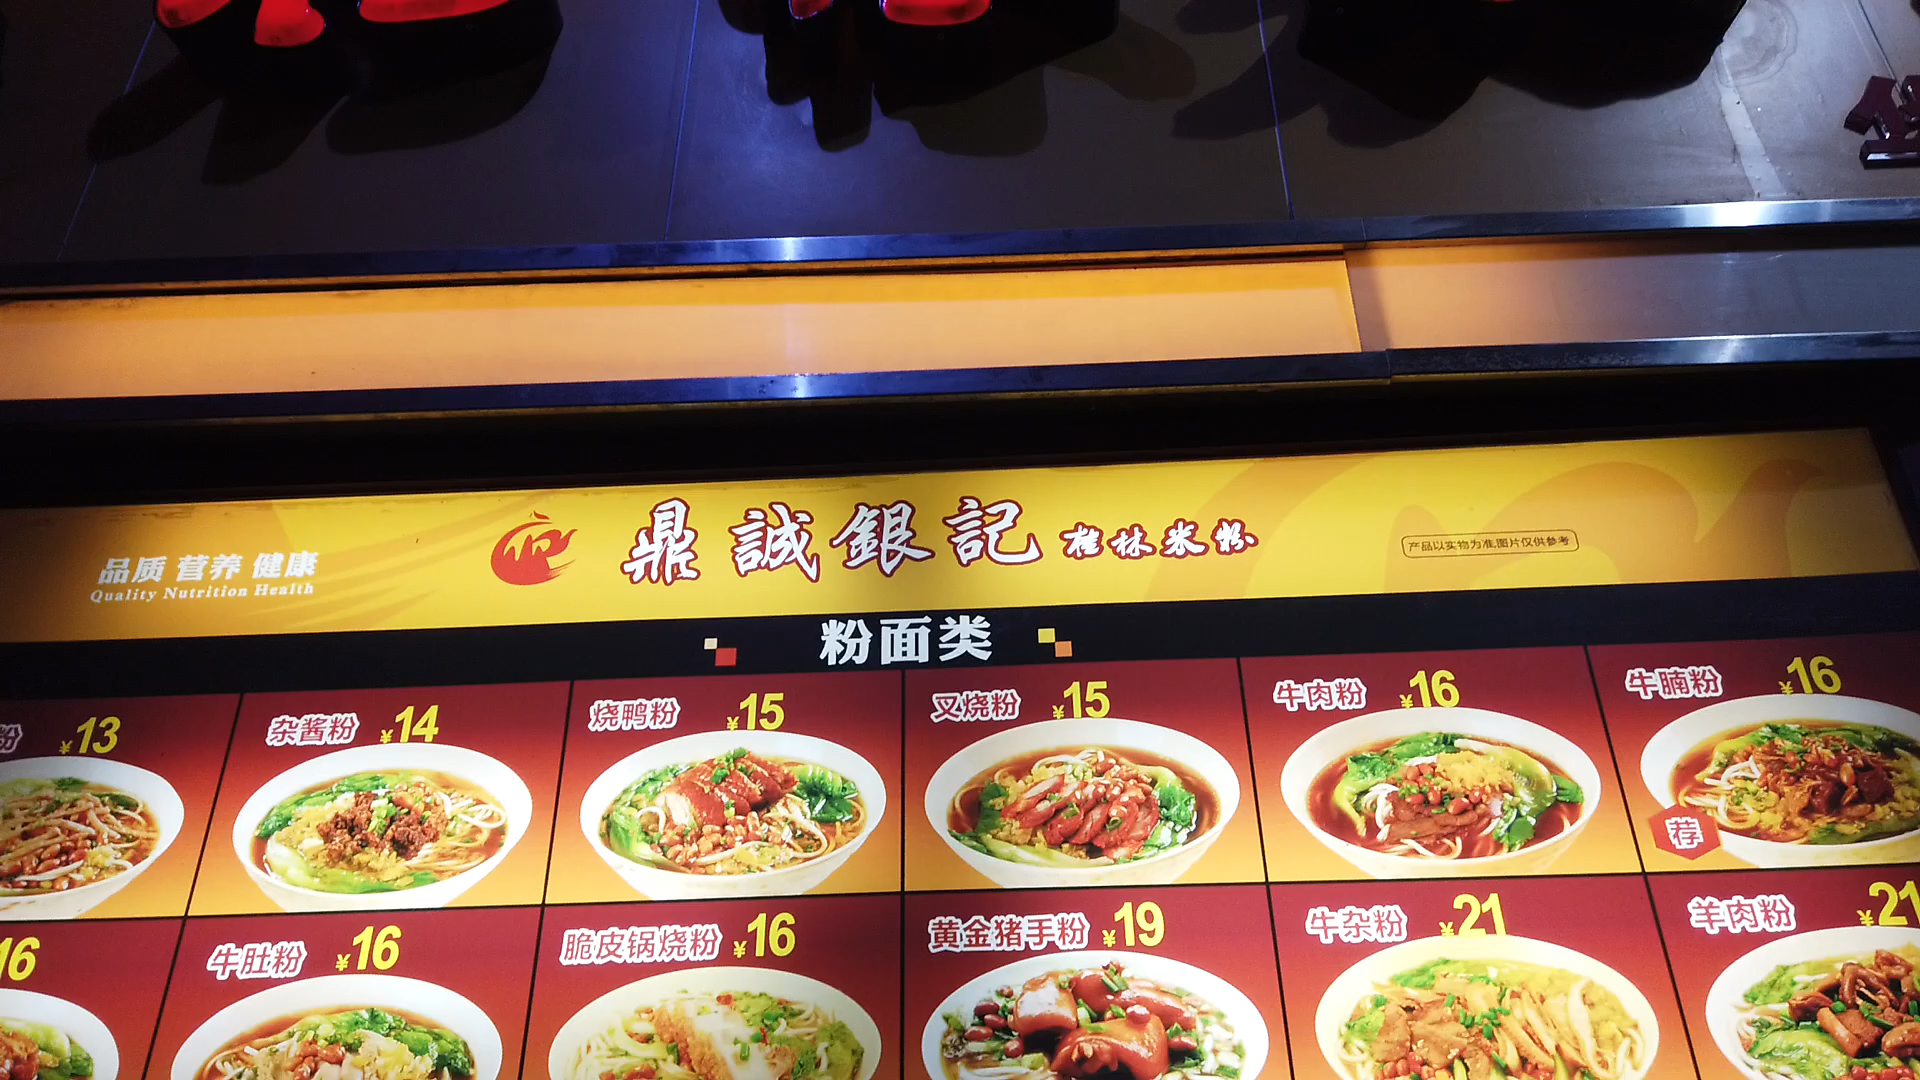 品质 营养 健康
Quality Nutrition Health
鼎誠銀記 桂林米粉
产品以实物为准,图片仅供参考
粉面类
粉 ¥13
杂酱粉 ¥14
烧鸭粉 ¥15
叉烧粉 ¥15
牛肉粉 ¥16
牛腩粉 ¥16
荐
16
牛肚粉 ¥16
脆皮锅烧粉 ¥16
黄金猪手粉 ¥19
牛杂粉 ¥21
羊肉粉 ¥21